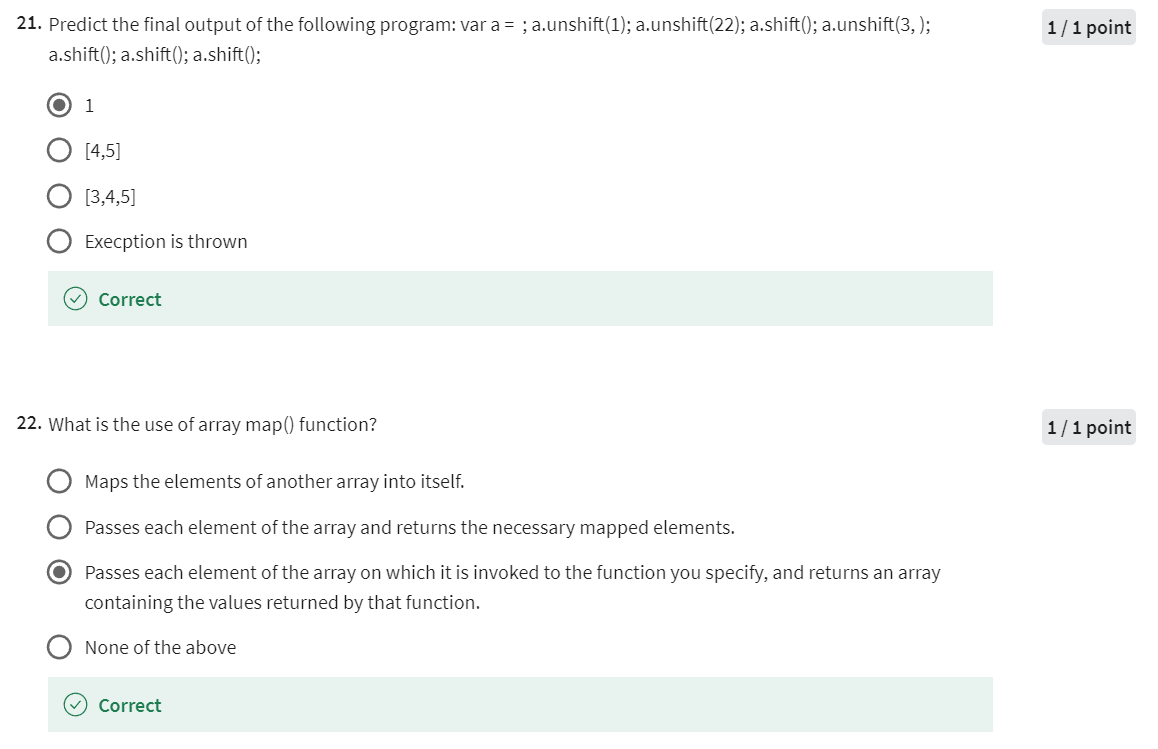 21. Predict the final output of the following program: var a = ; a.unshift(1); a.unshift(22); a.shift(); a.unshift(3, );
1 / 1 point
a.shift(); a.shift(); a.shift();
1
[4,5]
[3,4,5]
Execption is thrown
Correct
22. What is the use of array map() function?
1 / 1 point
Maps the elements of another array into itself.
Passes each element of the array and returns the necessary mapped elements.
Passes each element of the array on which it is invoked to the function you specify, and returns an array
containing the values returned by that function.
None of the above
Correct